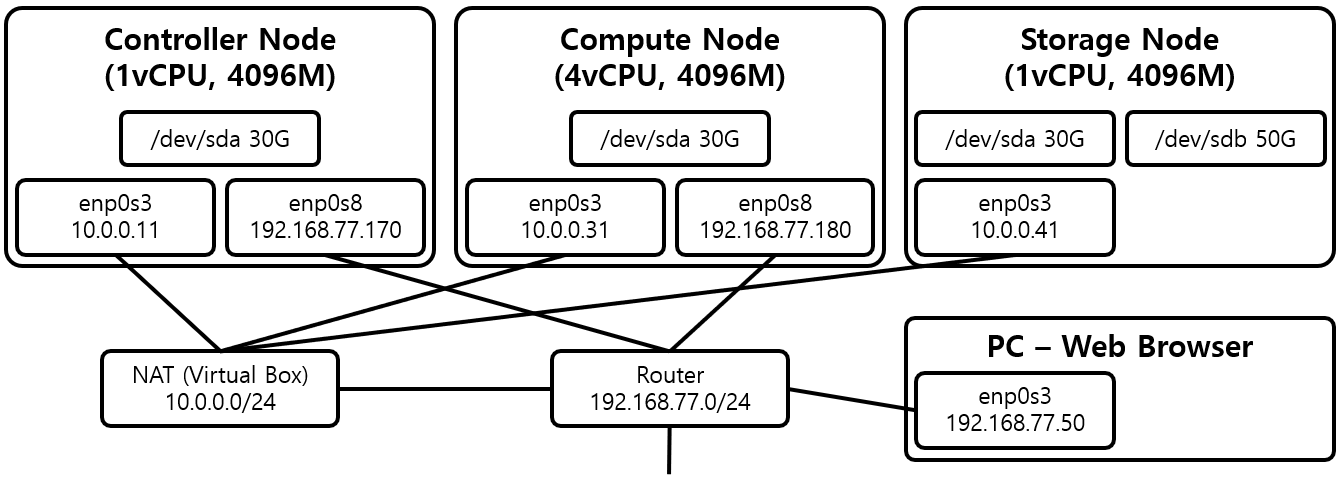 Controller Node
(1vCPU, 4096M)
/dev/sda 30G
enp0s3
10.0.0.11
enp0s8
192.168.77.170
Compute Node
(4vCPU, 4096M)
/dev/sda 30G
enp0s3
10.0.0.31
enp0s8
192.168.77.180
Storage Node
(1vCPU, 4096M)
/dev/sda 30G
/dev/sdb 50G
enp0s3
10.0.0.41
NAT (Virtual Box)
10.0.0.0/24
Router
192.168.77.0/24
PC – Web Browser
enp0s3
192.168.77.50